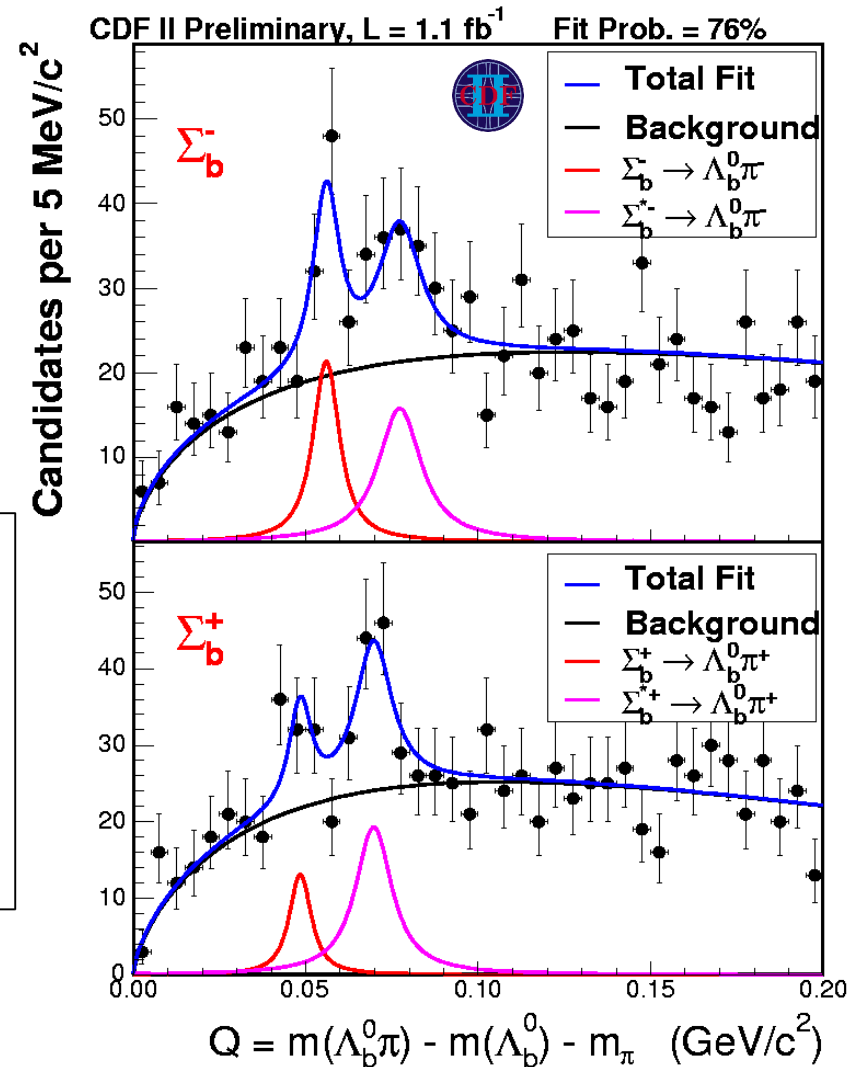 CDF II Preliminary, L = 1.1 fb⁻¹ Fit Prob. = 76%
Candidates per 5 MeV/c²
50
40
30
20
10
Σb⁻
CDF II
Total Fit
Background
Σb⁻ → Λb⁰π⁻
Σb*⁻ → Λb⁰π⁻
50
40
30
20
10
0
Σb⁺
Total Fit
Background
Σb⁺ → Λb⁰π⁺
Σb*⁺ → Λb⁰π⁺
0.00 0.05 0.10 0.15 0.20
Q = m(Λb⁰π) - m(Λb⁰) - mπ (GeV/c²)